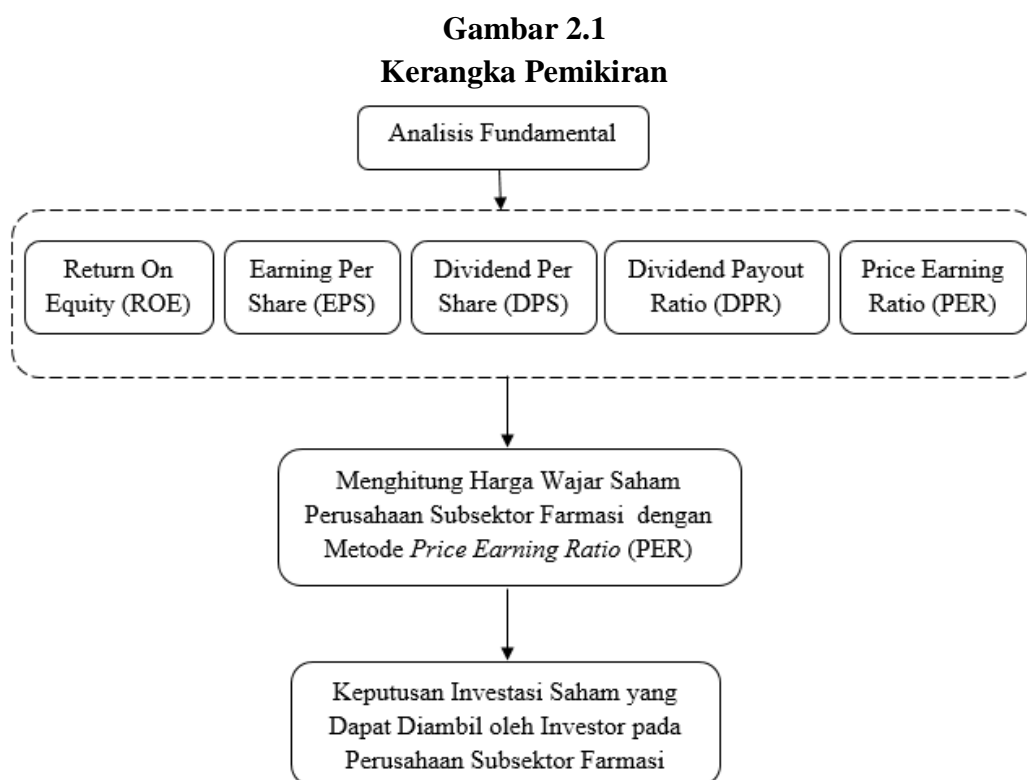 Gambar 2.1
Kerangka Pemikiran
Analisis Fundamental
Return On
Equity (ROE)
Earning Per
Share (EPS)
Dividend Per
Share (DPS)
Dividend Payout
Ratio (DPR)
Price Earning
Ratio (PER)
Menghitung Harga Wajar Saham
Perusahaan Subsektor Farmasi dengan
Metode Price Earning Ratio (PER)
Keputusan Investasi Saham yang
Dapat Diambil oleh Investor pada
Perusahaan Subsektor Farmasi